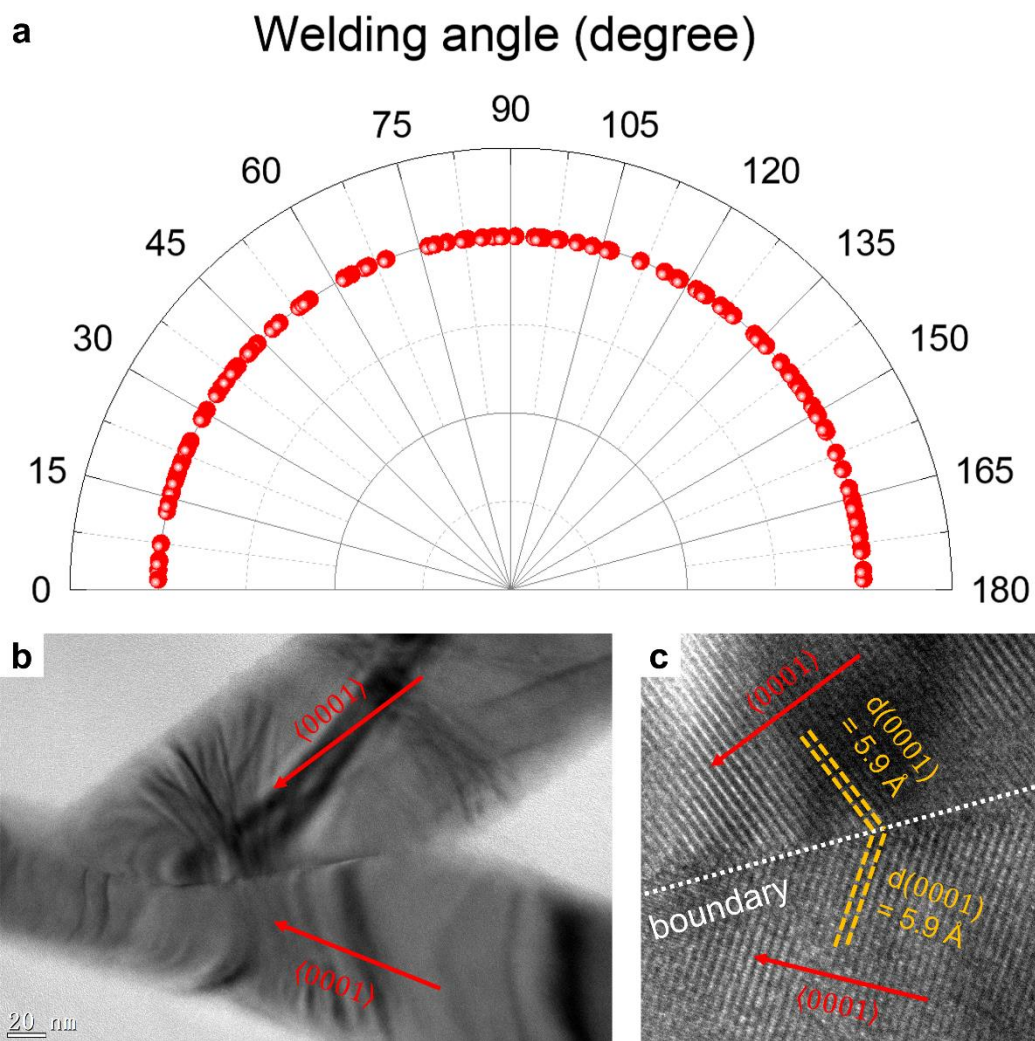 a
Welding angle (degree)
0
15
30
45
60
75
90
105
120
135
150
165
180
b
⟨0001⟩
⟨0001⟩
20 nm
c
⟨0001⟩
d(0001)
= 5.9 Å
boundary
d(0001)
= 5.9 Å
⟨0001⟩